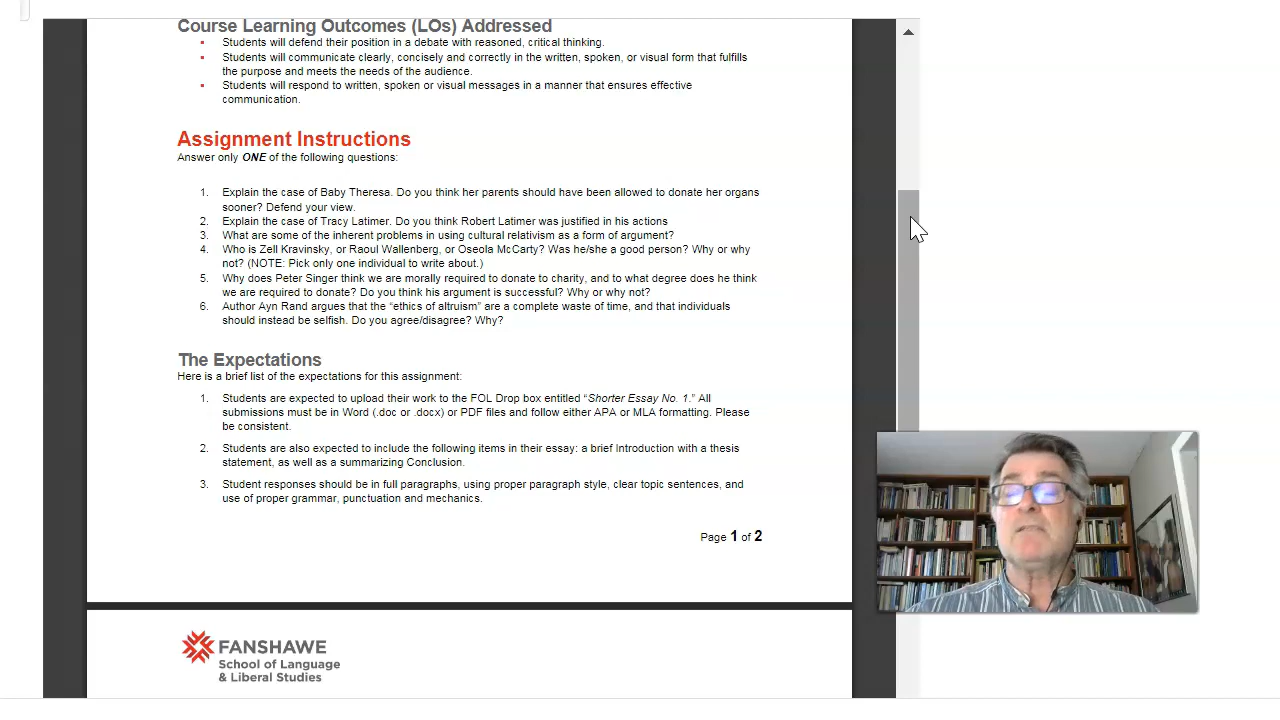 Course Learning Outcomes (LOs) Addressed
▪ Students will defend their position in a debate with reasoned, critical thinking.
▪ Students will communicate clearly, concisely and correctly in the written, spoken, or visual form that fulfills
the purpose and meets the needs of the audience.
▪ Students will respond to written, spoken or visual messages in a manner that ensures effective
communication.
Assignment Instructions
Answer only ONE of the following questions:
1. Explain the case of Baby Theresa. Do you think her parents should have been allowed to donate her organs
sooner? Defend your view.
2. Explain the case of Tracy Latimer. Do you think Robert Latimer was justified in his actions
3. What are some of the inherent problems in using cultural relativism as a form of argument?
4. Who is Zell Kravinsky, or Raoul Wallenberg, or Oseola McCarty? Was he/she a good person? Why or why
not? (NOTE: Pick only one individual to write about.)
5. Why does Peter Singer think we are morally required to donate to charity, and to what degree does he think
we are required to donate? Do you think his argument is successful? Why or why not?
6. Author Ayn Rand argues that the “ethics of altruism” are a complete waste of time, and that individuals
should instead be selfish. Do you agree/disagree? Why?
The Expectations
Here is a brief list of the expectations for this assignment:
1. Students are expected to upload their work to the FOL Drop box entitled “Shorter Essay No. 1.” All
submissions must be in Word (.doc or .docx) or PDF files and follow either APA or MLA formatting. Please
be consistent.
2. Students are also expected to include the following items in their essay: a brief Introduction with a thesis
statement, as well as a summarizing Conclusion.
3. Student responses should be in full paragraphs, using proper paragraph style, clear topic sentences, and
use of proper grammar, punctuation and mechanics.
Page 1 of 2
FANSHAWE
School of Language
& Liberal Studies